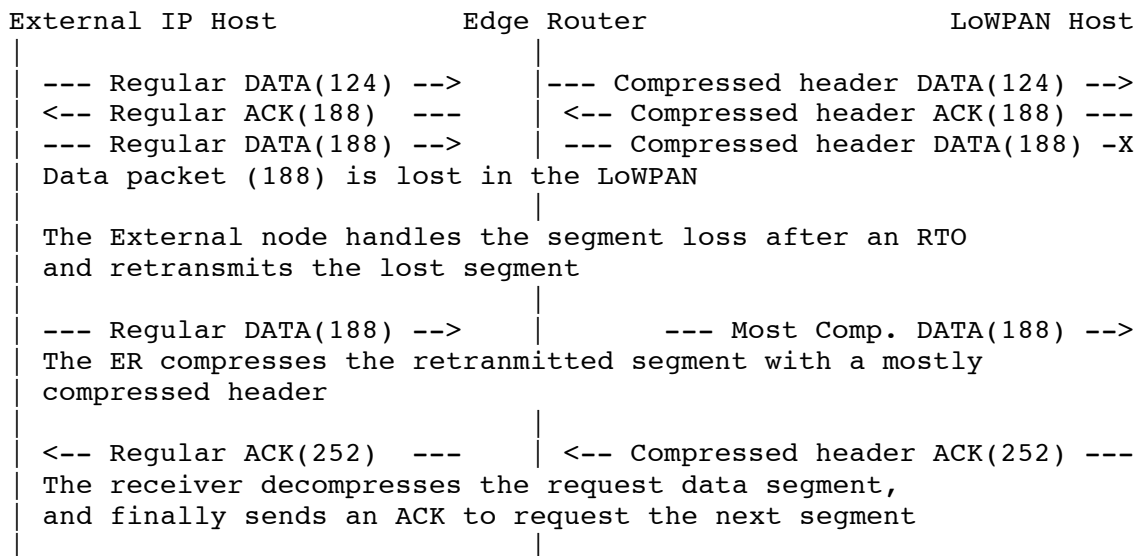 External IP Host Edge Router LoWPAN Host
| |
| --- Regular DATA(124) --> |--- Compressed header DATA(124) -->
| <-- Regular ACK(188) --- | <-- Compressed header ACK(188) ---
| --- Regular DATA(188) --> | --- Compressed header DATA(188) -X
| Data packet (188) is lost in the LoWPAN
| |
| The External node handles the segment loss after an RTO
| and retransmits the lost segment
| |
| --- Regular DATA(188) --> | --- Most Comp. DATA(188) -->
| The ER compresses the retranmitted segment with a mostly
| compressed header
| |
| <-- Regular ACK(252) --- | <-- Compressed header ACK(252) ---
| The receiver decompresses the request data segment,
| and finally sends an ACK to request the next segment
| |